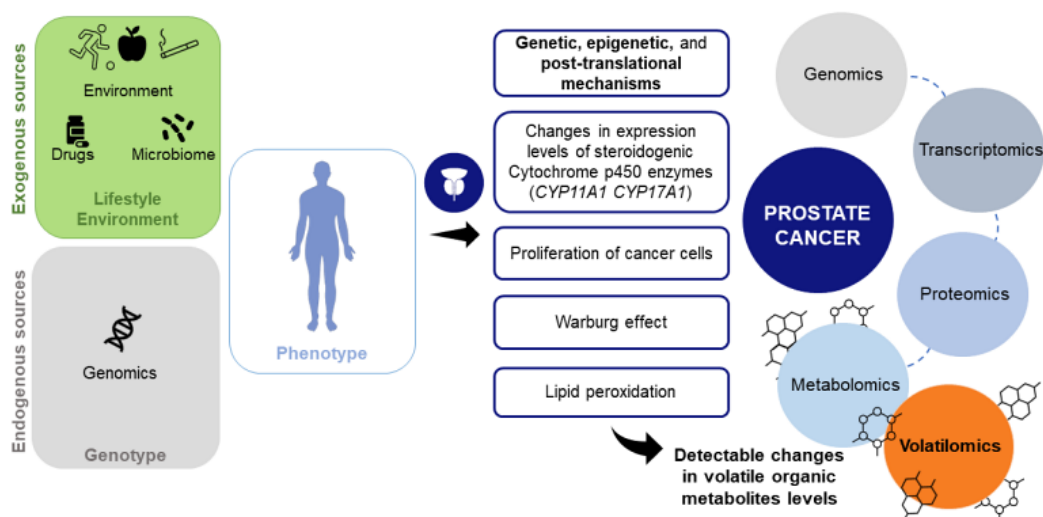 Exogenous sources
Environment
Drugs
Microbiome
Lifestyle
Environment
Endogenous sources
Genomics
Genotype
Phenotype
Genetic, epigenetic, and
post-translational
mechanisms
Changes in expression
levels of steroidogenic
Cytochrome p450 enzymes
(CYP11A1 CYP17A1)
Proliferation of cancer cells
Warburg effect
Lipid peroxidation
Detectable changes
in volatile organic
metabolites levels
PROSTATE
CANCER
Genomics
Transcriptomics
Proteomics
Metabolomics
Volatilomics